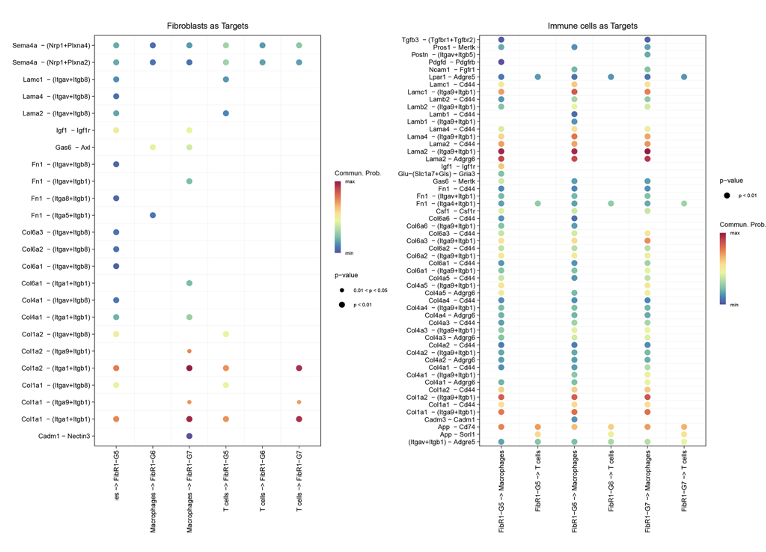 Fibroblasts as Targets
Sema4a − (Nrp1+Plxna4)
Sema4a − (Nrp1+Plxna2)
Lamc1 − (Itgav+Itgb8)
Lama4 − (Itgav+Itgb8)
Lama2 − (Itgav+Itgb8)
Igf1 − Igf1r
Gas6 − Axl
Fn1 − (Itgav+Itgb8)
Fn1 − (Itgav+Itgb1)
Fn1 − (Itga8+Itgb1)
Fn1 − (Itga5+Itgb1)
Col6a3 − (Itgav+Itgb8)
Col6a2 − (Itgav+Itgb8)
Col6a1 − (Itgav+Itgb8)
Col6a1 − (Itga1+Itgb1)
Col4a1 − (Itgav+Itgb8)
Col4a1 − (Itga1+Itgb1)
Col1a2 − (Itgav+Itgb8)
Col1a2 − (Itga9+Itgb1)
Col1a2 − (Itga1+Itgb1)
Col1a1 − (Itgav+Itgb8)
Col1a1 − (Itga9+Itgb1)
Col1a1 − (Itga1+Itgb1)
Cadm1 − Nectin3
es −> FibR1−G5
Macrophages −> FibR1−G6
Macrophages −> FibR1−G7
T cells −> FibR1−G5
T cells −> FibR1−G6
T cells −> FibR1−G7
Commun. Prob.
max
min
p−value
0.01 < p < 0.05
p < 0.01
Immune cells as Targets
Tgfb3 − (Tgfbr1+Tgfbr2)
Pros1 − Mertk
Postn − (Itgav+Itgb5)
Pdgfd − Pdgfrb
Ncam1 − Fgfr1
Lpar1 − Adgre5
Lamc1 − Cd44
Lamc1 − (Itga9+Itgb1)
Lamb2 − Cd44
Lamb2 − (Itga9+Itgb1)
Lamb1 − Cd44
Lamb1 − (Itga9+Itgb1)
Lama4 − Cd44
Lama4 − (Itga9+Itgb1)
Lama2 − Cd44
Lama2 − (Itga9+Itgb1)
Lama2 − Adgrg6
Igf1 − Igf1r
Glu−(Slc1a7+Gls) − Gria3
Gas6 − Mertk
Fn1 − Cd44
Fn1 − (Itgav+Itgb1)
Fn1 − (Itga4+Itgb1)
Csf1 − Csf1r
Col6a6 − Cd44
Col6a6 − (Itga9+Itgb1)
Col6a3 − Cd44
Col6a3 − (Itga9+Itgb1)
Col6a2 − Cd44
Col6a2 − (Itga9+Itgb1)
Col6a1 − Cd44
Col6a1 − (Itga9+Itgb1)
Col4a5 − Cd44
Col4a5 − (Itga9+Itgb1)
Col4a5 − Adgrg6
Col4a4 − Cd44
Col4a4 − (Itga9+Itgb1)
Col4a4 − Adgrg6
Col4a3 − Cd44
Col4a3 − (Itga9+Itgb1)
Col4a3 − Adgrg6
Col4a2 − Cd44
Col4a2 − (Itga9+Itgb1)
Col4a2 − Adgrg6
Col4a1 − Cd44
Col4a1 − (Itga9+Itgb1)
Col4a1 − Adgrg6
Col1a2 − Cd44
Col1a2 − (Itga9+Itgb1)
Col1a1 − Cd44
Col1a1 − (Itga9+Itgb1)
Cadm3 − Cadm1
App − Cd74
App − Sorl1
(Itgav+Itgb1) − Adgre5
FibR1−G5 −> Macrophages
FibR1−G5 −> T cells
FibR1−G6 −> Macrophages
FibR1−G6 −> T cells
FibR1−G7 −> Macrophages
FibR1−G7 −> T cells
p−value
p < 0.01
Commun. Prob.
max
min